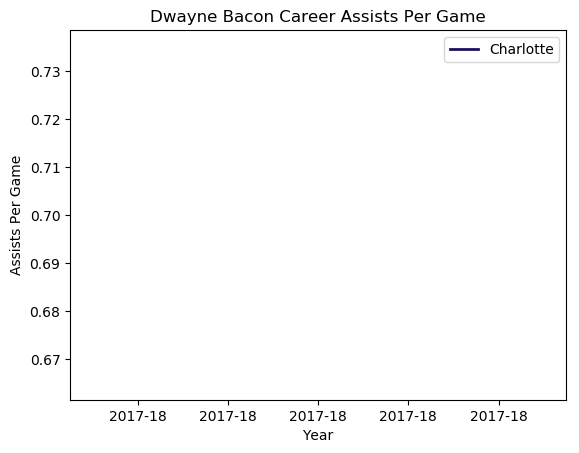 Dwayne Bacon Career Assists Per Game
Charlotte
0.73
0.72
0.71
0.70
0.69
0.68
0.67
Assists Per Game
2017-18 2017-18 2017-18 2017-18 2017-18
Year